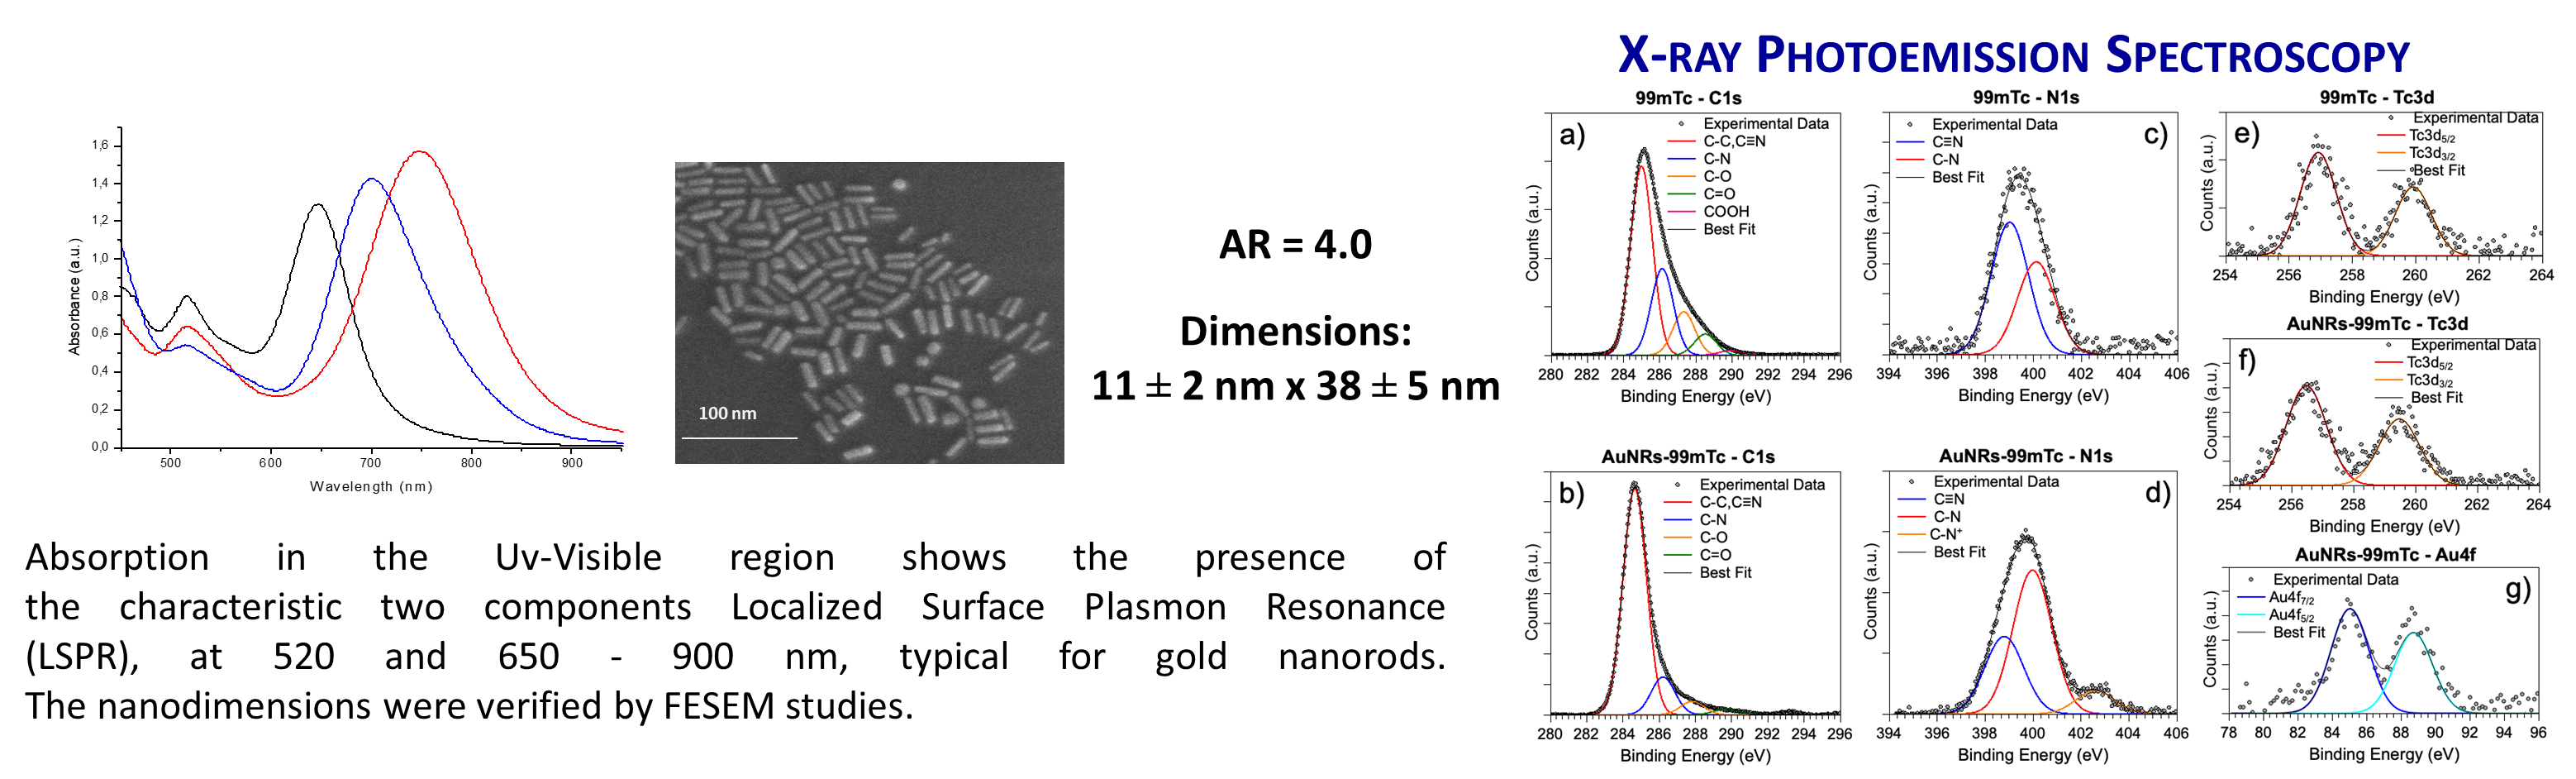 X-RAY PHOTOEMISSION SPECTROSCOPY
1,6
1,4
1,2
1,0
0,8
0,6
0,4
0,2
0,0
Absorbance (a.u.)
500 600 700 800 900
Wavelength (nm)
100 nm
AR = 4.0
Dimensions:
11 ± 2 nm x 38 ± 5 nm
Absorption in the Uv-Visible region shows the presence of
the characteristic two components Localized Surface Plasmon Resonance
(LSPR), at 520 and 650 - 900 nm, typical for gold nanorods.
The nanodimensions were verified by FESEM studies.
99mTc - C1s
a)
Experimental Data
C-C,C≡N
C-N
C-O
C=O
COOH
Best Fit
Counts (a.u.)
280 282 284 286 288 290 292 294 296
Binding Energy (eV)
99mTc - N1s
c)
Experimental Data
C≡N
C-N
Best Fit
Counts (a.u.)
394 396 398 400 402 404 406
Binding Energy (eV)
99mTc - Tc3d
e)
Experimental Data
Tc3d5/2
Tc3d3/2
Best Fit
Counts (a.u.)
254 256 258 260 262 264
Binding Energy (eV)
AuNRs-99mTc - Tc3d
f)
Experimental Data
Tc3d5/2
Tc3d3/2
Best Fit
Counts (a.u.)
254 256 258 260 262 264
Binding Energy (eV)
AuNRs-99mTc - C1s
b)
Experimental Data
C-C,C≡N
C-N
C-O
C=O
Best Fit
Counts (a.u.)
280 282 284 286 288 290 292 294 296
Binding Energy (eV)
AuNRs-99mTc - N1s
d)
Experimental Data
C≡N
C-N
C-N+
Best Fit
Counts (a.u.)
394 396 398 400 402 404 406
Binding Energy (eV)
AuNRs-99mTc - Au4f
g)
Experimental Data
Au4f7/2
Au4f5/2
Best Fit
Counts (a.u.)
78 80 82 84 86 88 90 92 94 96
Binding Energy (eV)